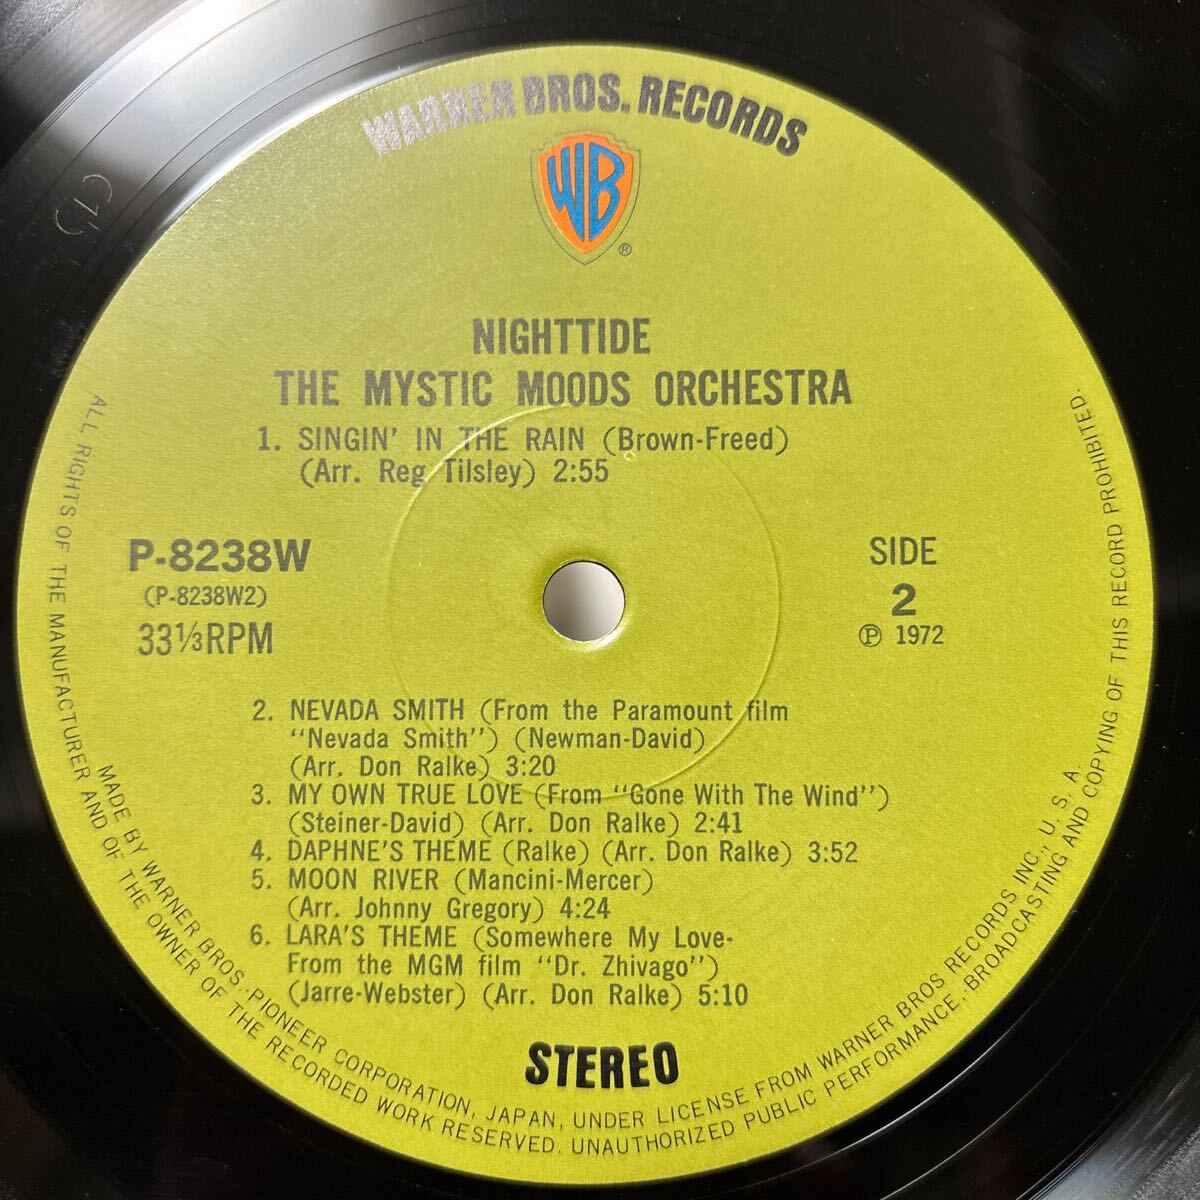 WARNER BROS. RECORDS
WB
®
NIGHTTIDE
THE MYSTIC MOODS ORCHESTRA
1. SINGIN' IN THE RAIN (Brown-Freed)
(Arr. Reg Tilsley) 2:55
P-8238W
(P-8238W2)
33⅓RPM
SIDE
2
Ⓟ 1972
2. NEVADA SMITH (From the Paramount film
"Nevada Smith") (Newman-David)
(Arr. Don Ralke) 3:20
3. MY OWN TRUE LOVE (From "Gone With The Wind")
(Steiner-David) (Arr. Don Ralke) 2:41
4. DAPHNE'S THEME (Ralke) (Arr. Don Ralke) 3:52
5. MOON RIVER (Mancini-Mercer)
(Arr. Johnny Gregory) 4:24
6. LARA'S THEME (Somewhere My Love-
From the MGM film "Dr. Zhivago")
(Jarre-Webster) (Arr. Don Ralke) 5:10
STEREO
MADE BY WARNER BROS.-PIONEER CORPORATION, JAPAN, UNDER LICENSE FROM WARNER BROS RECORDS INC., U. S. A.
ALL RIGHTS OF THE MANUFACTURER AND OF THE OWNER OF THE RECORDED WORK RESERVED. UNAUTHORIZED PUBLIC PERFORMANCE, BROADCASTING AND COPYING OF THIS RECORD PROHIBITED.